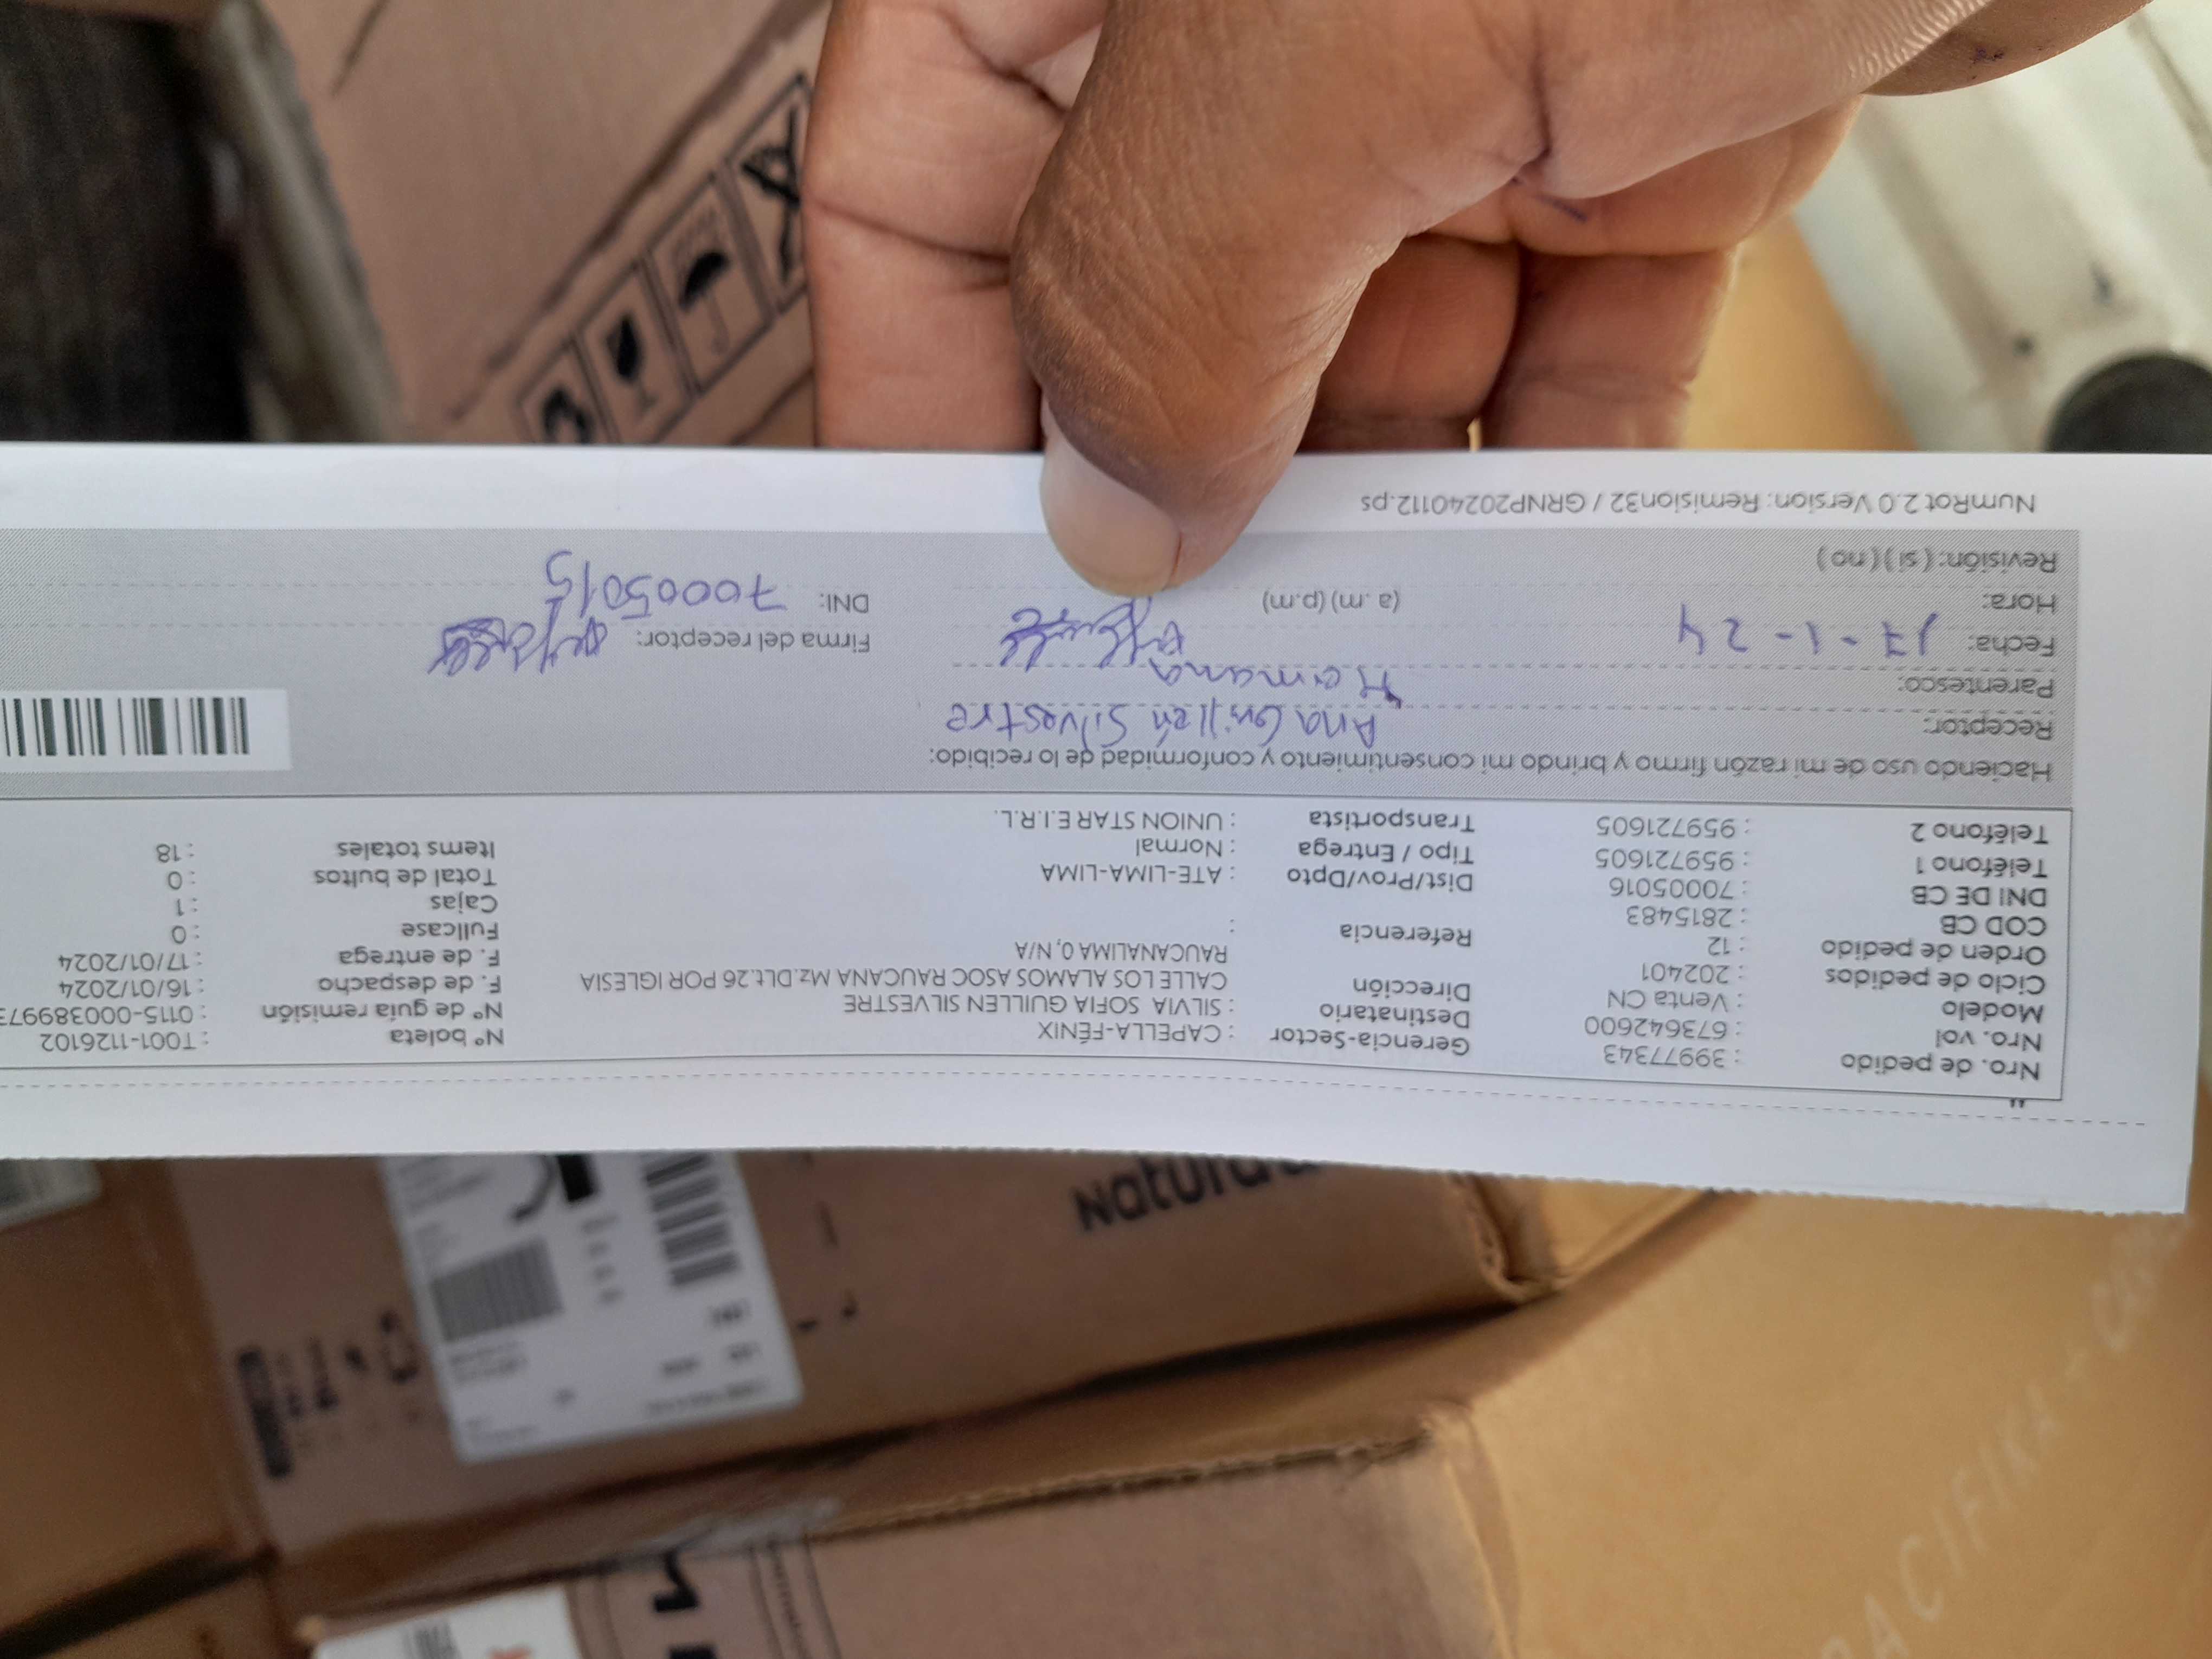 Nro. de pedido : 39977343
Nro. vol : 673642600
Modelo : Venta CN
Ciclo de pedidos : 202401
Orden de pedido : 12
COD CB : 2815483
DNI DE CB : 70005016
Teléfono 1 : 959721605
Teléfono 2 : 959721605
Gerencia-Sector : CAPELLA-FÉNIX
Destinatario : SILVIA SOFIA GUILLEN SILVESTRE
Dirección : CALLE LOS ALAMOS ASOC RAUCANA Mz.DLt.26 POR IGLESIA
RAUCANALIMA 0, N/A
Referencia :
Dist/Prov/Dpto : ATE-LIMA-LIMA
Tipo / Entrega : Normal
Transportista : UNION STAR E.I.R.L.
N° boleta : T001-1126102
N° de guía remisión : 0115-000389973
F. de despacho : 16/01/2024
F. de entrega : 17/01/2024
Fullcase : 0
Cajas : 1
Total de bultos : 0
Items totales : 18
Haciendo uso de mi razón firmo y brindo mi consentimiento y conformidad de lo recibido:
Receptor: Ana Guillén Silvestre
Parentesco: Hermana
Fecha: 17-1-24
Hora: (a.m) (p.m)
Revisión: (si) (no)
Firma del receptor:
DNI: 70005015
NumRot 2.0 Version: Remision32 / GRNP20240112.ps
Natura
PACIFIKA